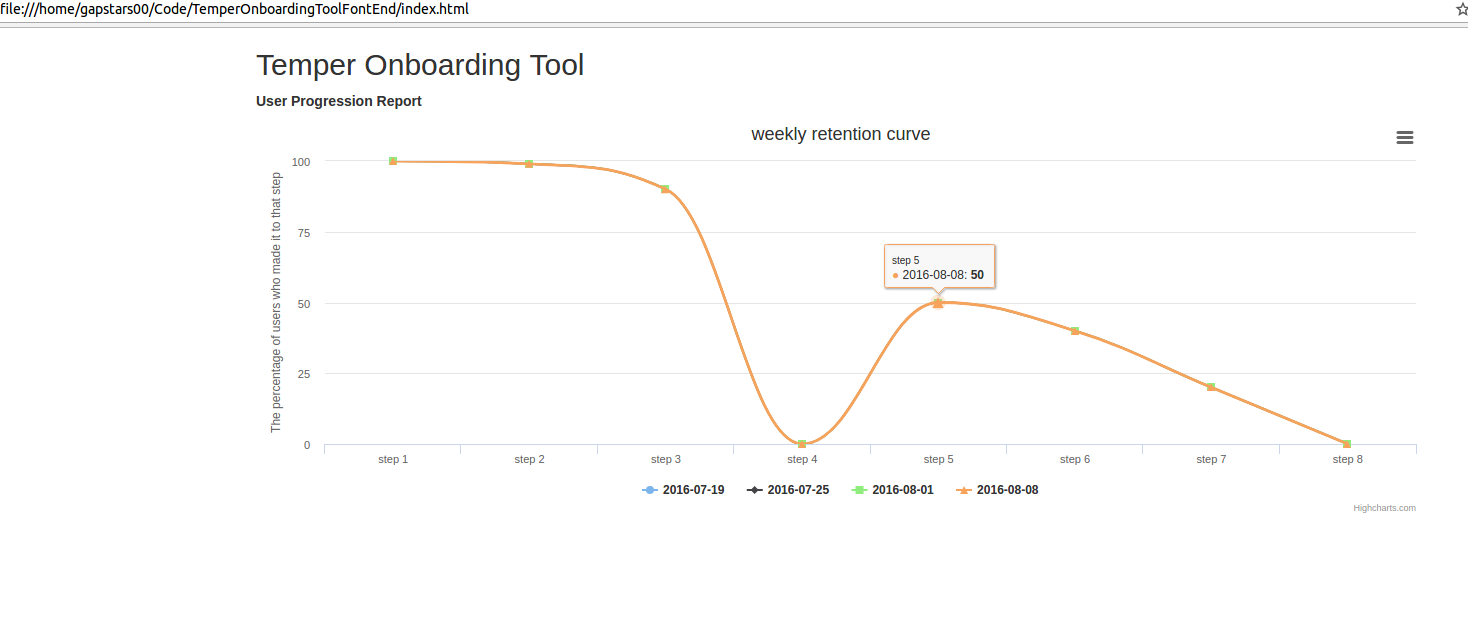 file:///home/gapstars00/Code/TemperOnboardingToolFontEnd/index.html
Temper Onboarding Tool
User Progression Report
weekly retention curve
The percentage of users who made it to that step
100
75
50
25
0
step 5
2016-08-08: 50
step 1 step 2 step 3 step 4 step 5 step 6 step 7 step 8
2016-07-19 2016-07-25 2016-08-01 2016-08-08
Highcharts.com